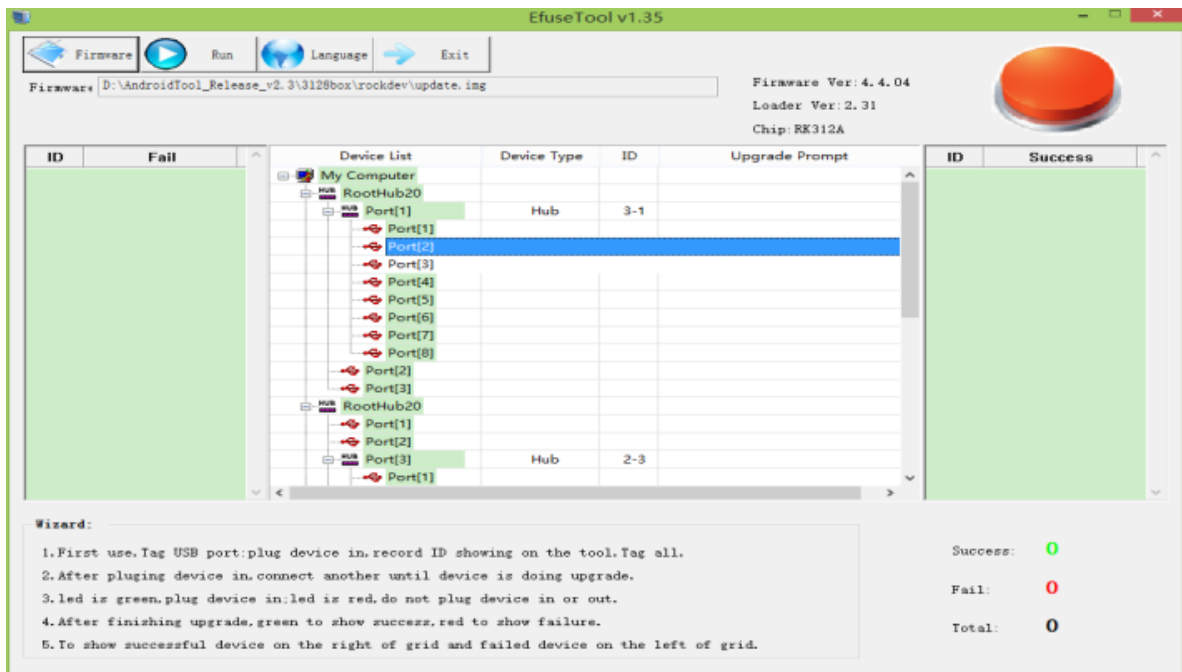 EfuseTool v1.35
Firmware Run Language Exit
Firmware D:\AndroidTool_Release_v2.3\3128box\rockdev\update.img
Firmware Ver:4.4.04
Loader Ver:2.31
Chip:RK312A
ID Fail
Device List Device Type ID Upgrade Prompt
My Computer
RootHub20
Port[1] Hub 3-1
Port[1]
Port[2]
Port[3]
Port[4]
Port[5]
Port[6]
Port[7]
Port[8]
Port[2]
Port[3]
RootHub20
Port[1]
Port[2]
Port[3] Hub 2-3
Port[1]
ID Success
Wizard:
1.First use,Tag USB port:plug device in,record ID showing on the tool,Tag all.
2.After pluging device in,connect another until device is doing upgrade.
3.led is green,plug device in;led is red,do not plug device in or out.
4.After finishing upgrade,green to show success,red to show failure.
5.To show successful device on the right of grid and failed device on the left of grid.
Success: 0
Fail: 0
Total: 0